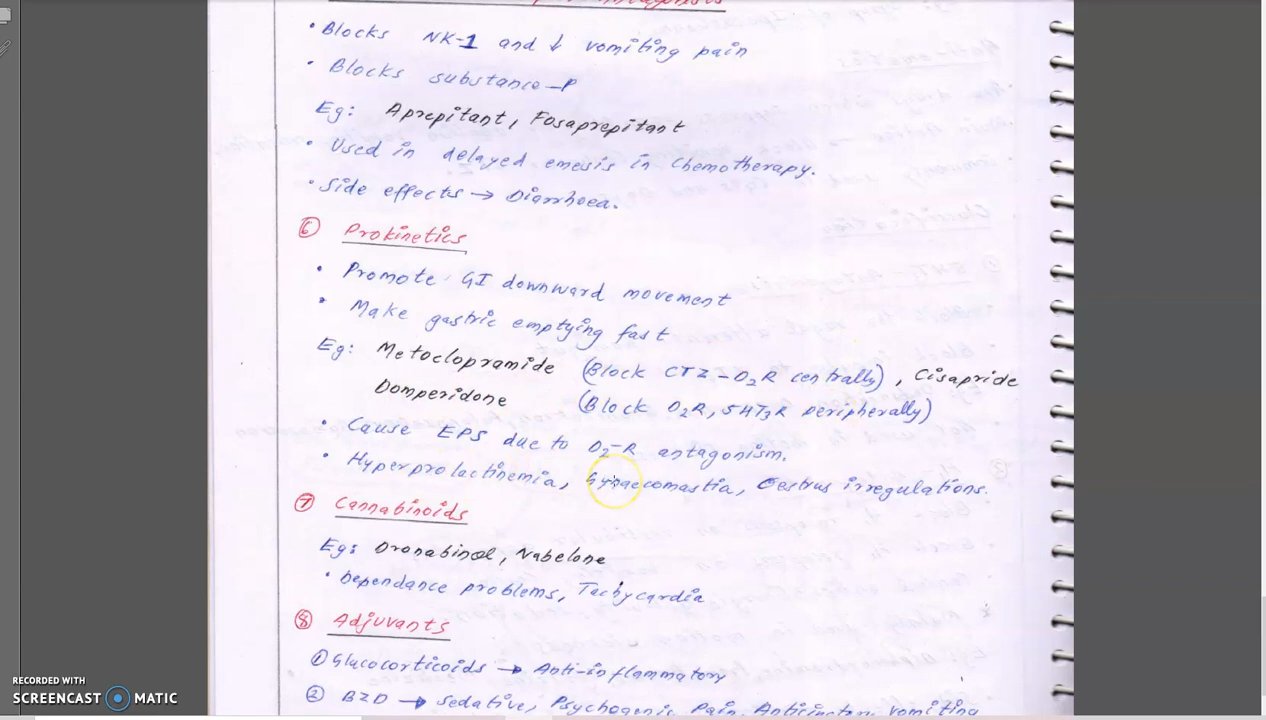 • Blocks NK-1 and ↓ vomiting pain
• Blocks substance-P
Eg: Aprepitant, Fosaprepitant
• Used in delayed emesis in Chemotherapy.
• Side effects → Diarrhoea.
⑥ Prokinetics
• Promote GI downward movement
• Make gastric emptying fast
Eg: Metoclopramide (Block CTZ-D2R centrally), Cisapride
Domperidone (Block D2R, 5HT3R peripherally)
• Cause EPS due to D2-R antagonism.
• Hyperprolactinemia, Gynaecomastia, Oestrus irregulations.
⑦ Cannabinoids
Eg: Dronabinol, Nabelone
• Dependance problems, Tachycardia
⑧ Adjuvants
① Glucocorticoids → Anti-inflammatory
② BZD → Sedative, Psychogenic Pain, vomiting
RECORDED WITH
SCREENCAST MATIC